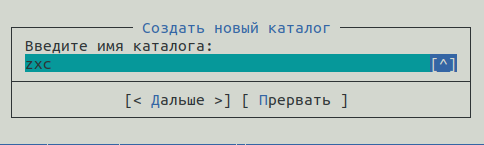 Создать новый каталог
Введите имя каталога:
zxc [^]
[< Дальше >] [ Прервать ]